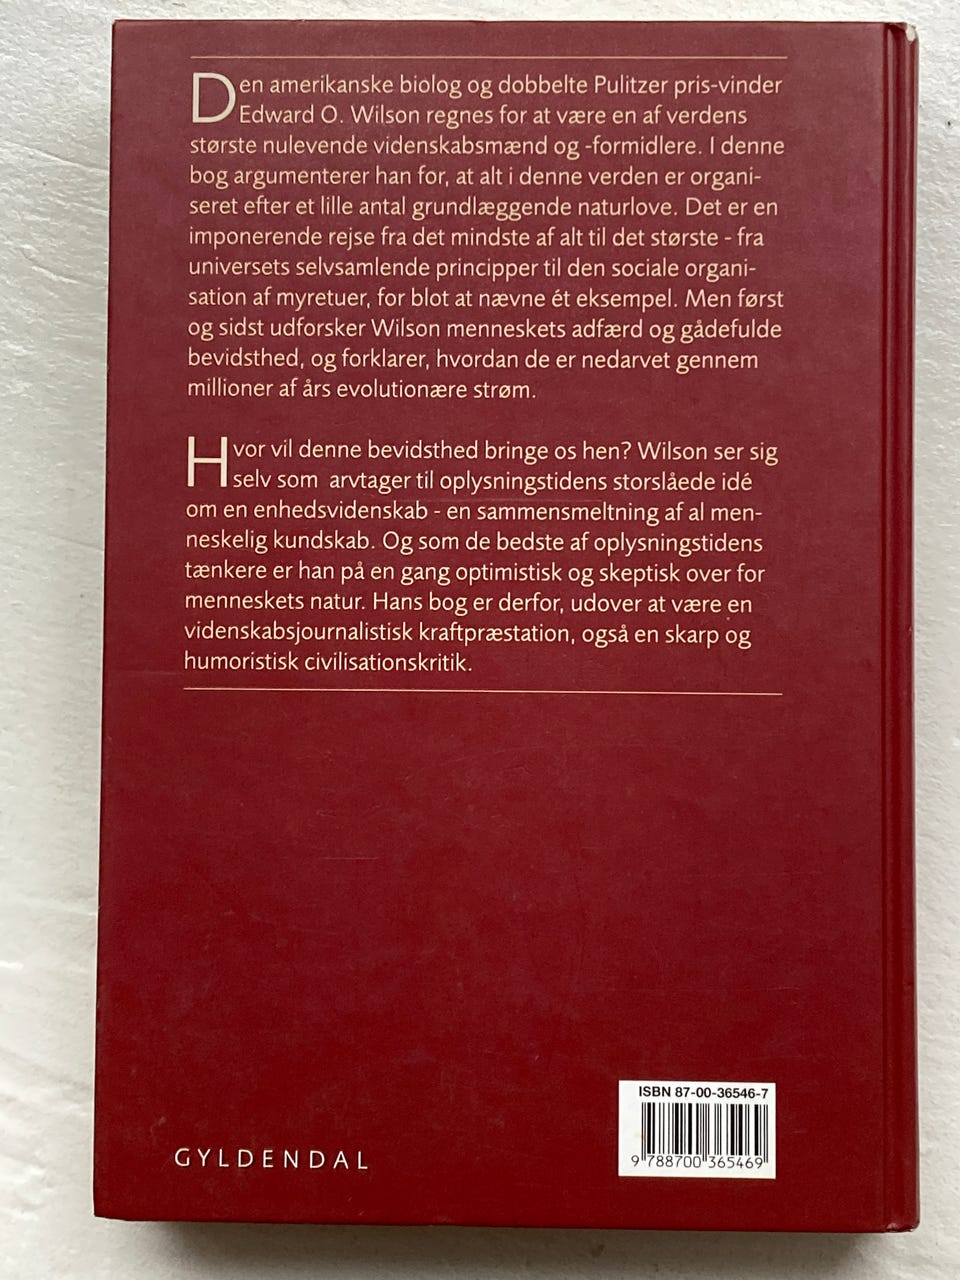 Den amerikanske biolog og dobbelte Pulitzer pris-vinder
Edward O. Wilson regnes for at være en af verdens
største nulevende videnskabsmænd og -formidlere. I denne
bog argumenterer han for, at alt i denne verden er organi-
seret efter et lille antal grundlæggende naturlove. Det er en
imponerende rejse fra det mindste af alt til det største - fra
universets selvsamlende principper til den sociale organi-
sation af myretuer, for blot at nævne ét eksempel. Men først
og sidst udforsker Wilson menneskets adfærd og gådefulde
bevidsthed, og forklarer, hvordan de er nedarvet gennem
millioner af års evolutionære strøm.
Hvor vil denne bevidsthed bringe os hen? Wilson ser sig
selv som arvtager til oplysningstidens storslåede idé
om en enhedsvidenskab - en sammensmeltning af al men-
neskelig kundskab. Og som de bedste af oplysningstidens
tænkere er han på en gang optimistisk og skeptisk over for
menneskets natur. Hans bog er derfor, udover at være en
videnskabsjournalistisk kraftpræstation, også en skarp og
humoristisk civilisationskritik.
ISBN 87-00-36546-7
9 788700 365469
GYLDENDAL